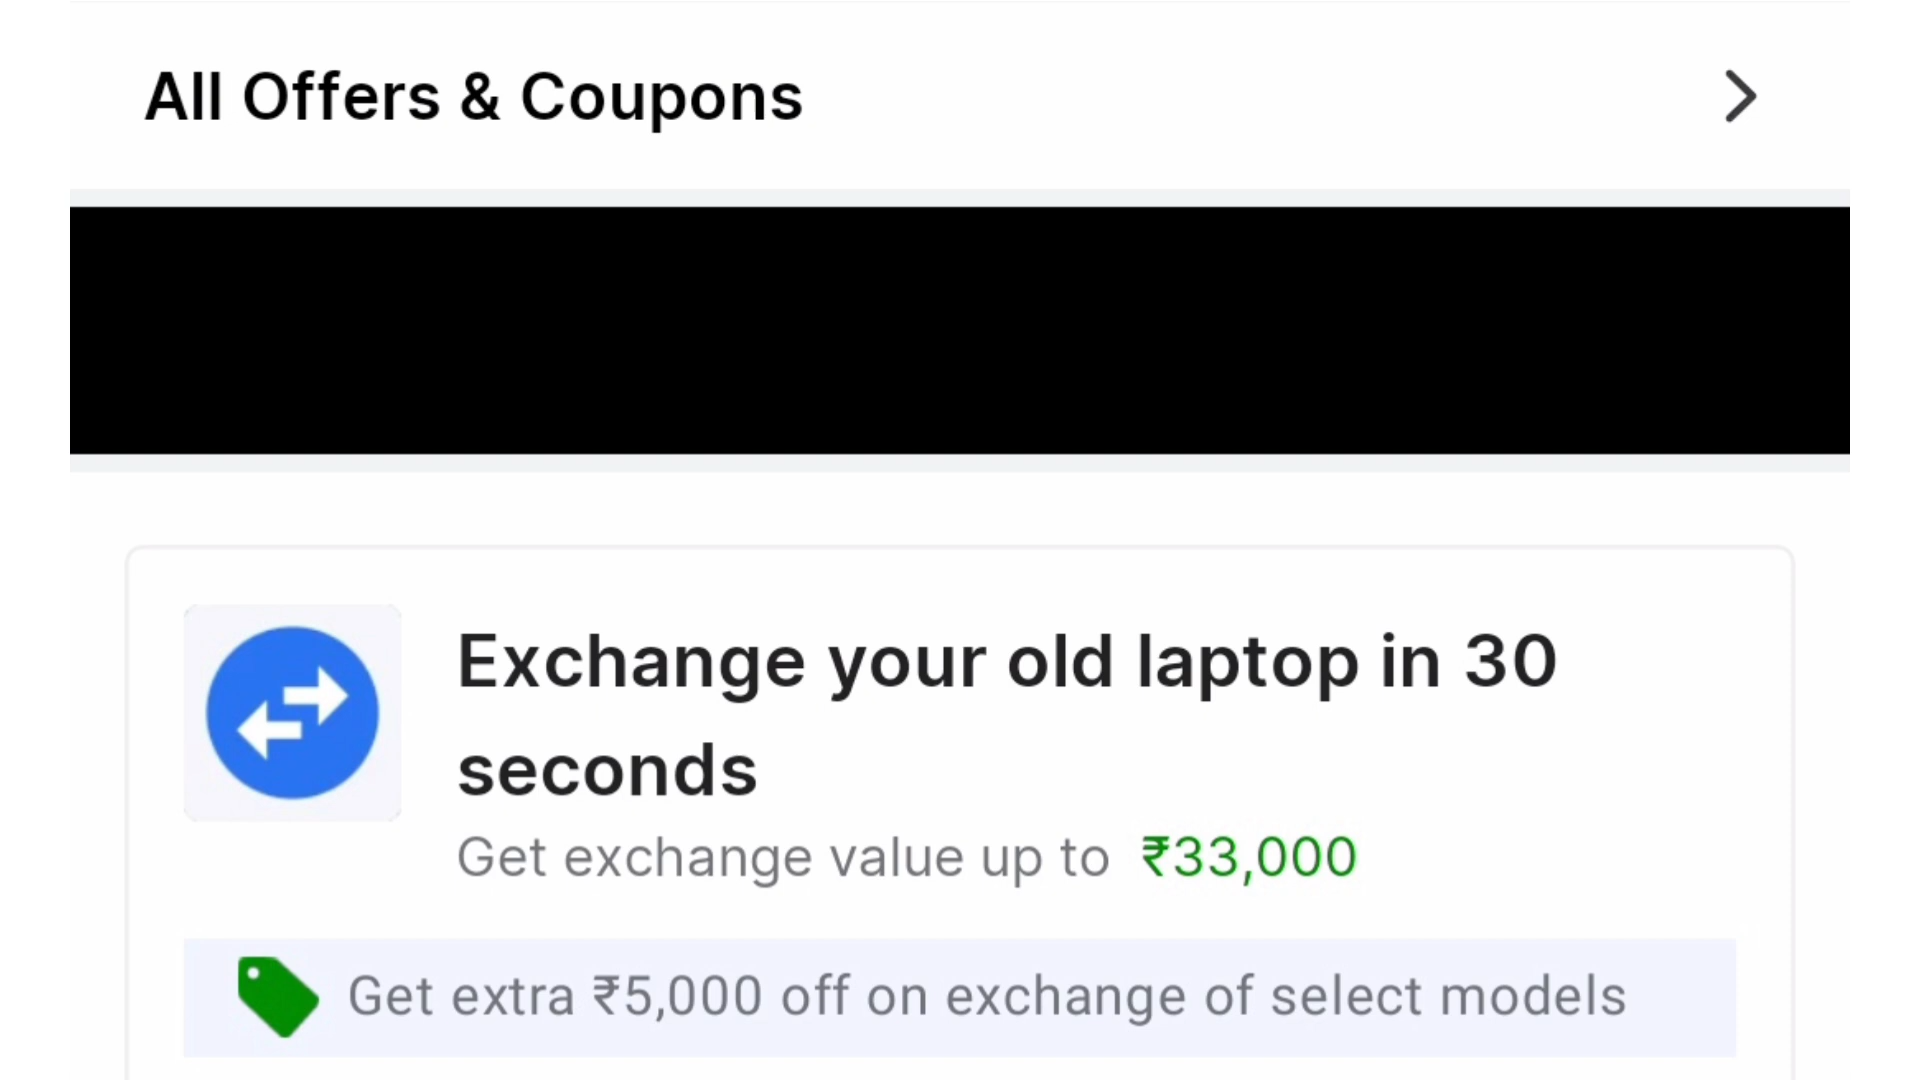 All Offers & Coupons
Exchange your old laptop in 30
seconds
Get exchange value up to ₹33,000
Get extra ₹5,000 off on exchange of select models